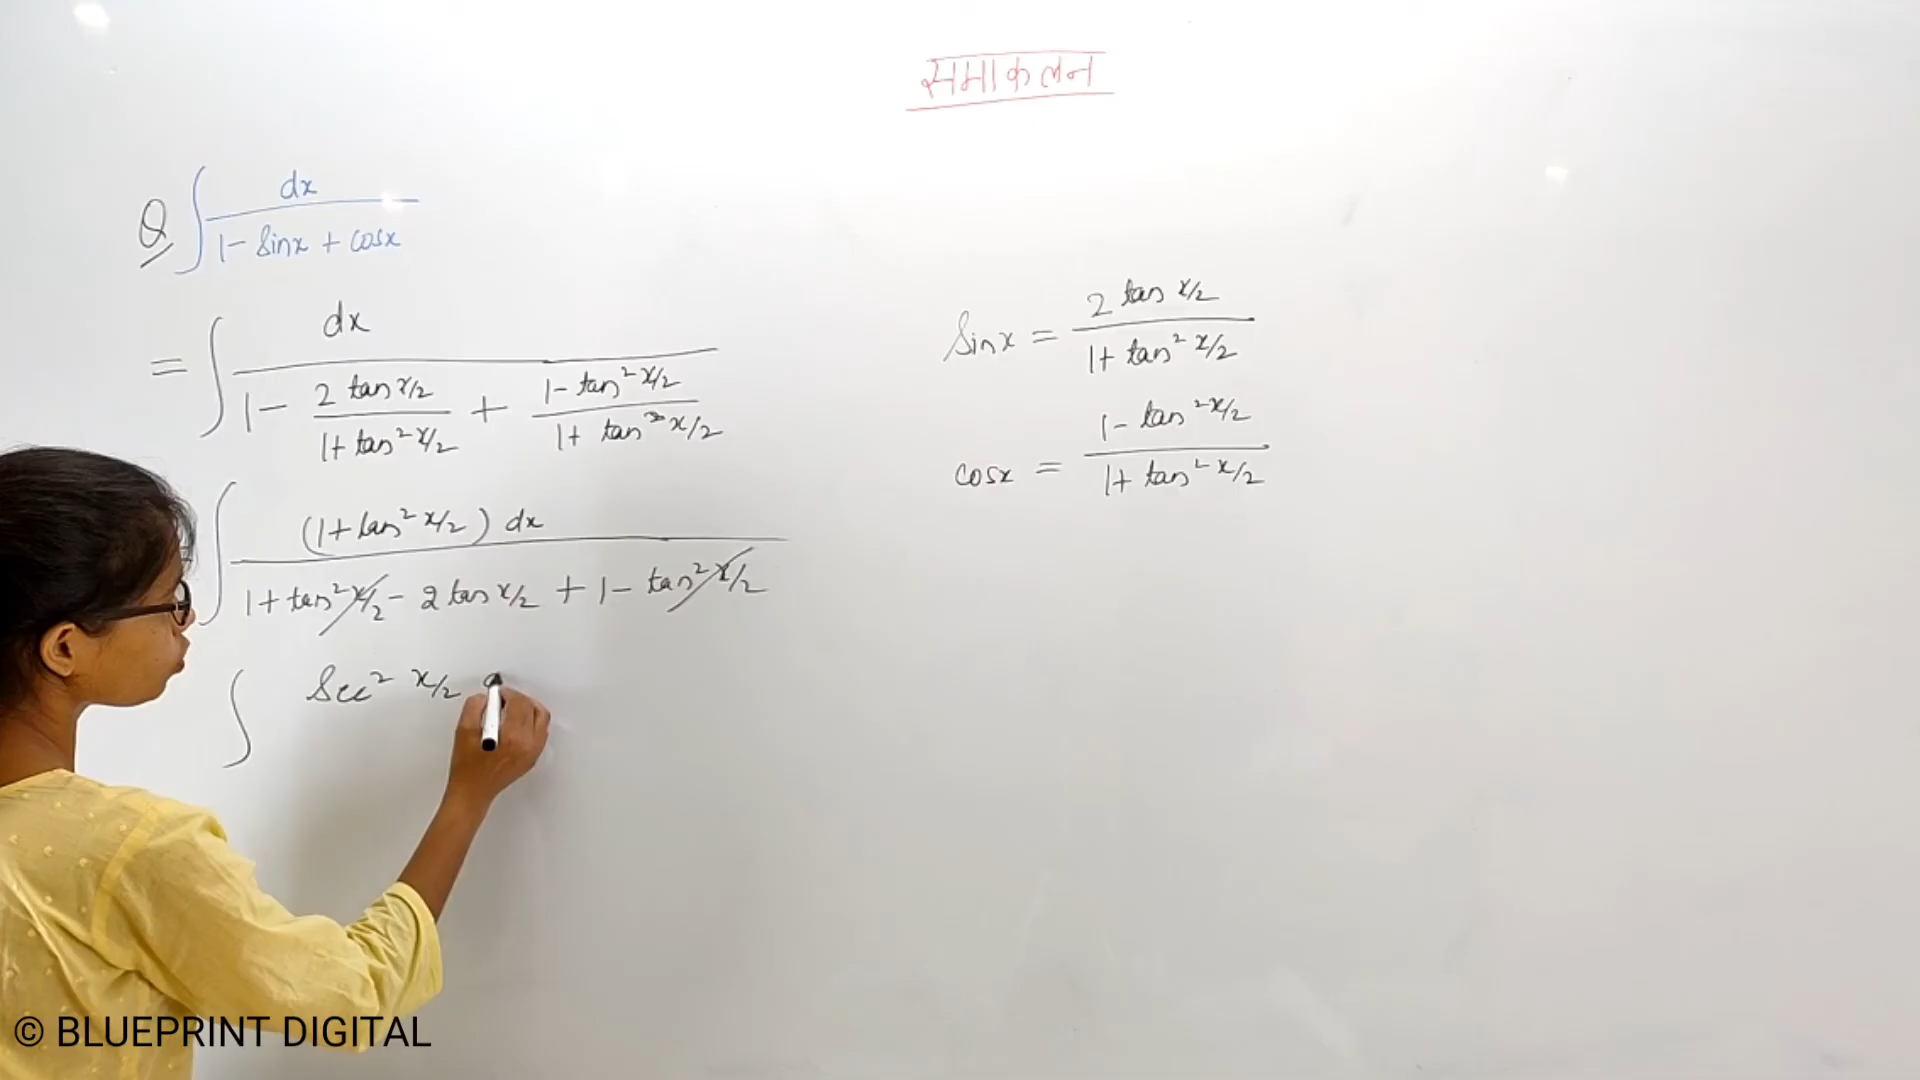 समाकलन
Q ∫ dx / (1 - Sinx + cosx)
= ∫ dx / (1 - (2 tan x/2)/(1+ tan² x/2) + (1 - tan² x/2)/(1+ tan² x/2))
∫ (1+ tan² x/2) dx / (1+ tan² x/2 - 2 tan x/2 + 1 - tan² x/2)
∫ Sec² x/2
Sinx = (2 tan x/2)/(1+ tan² x/2)
cosx = (1 - tan² x/2)/(1+ tan² x/2)
© BLUEPRINT DIGITAL